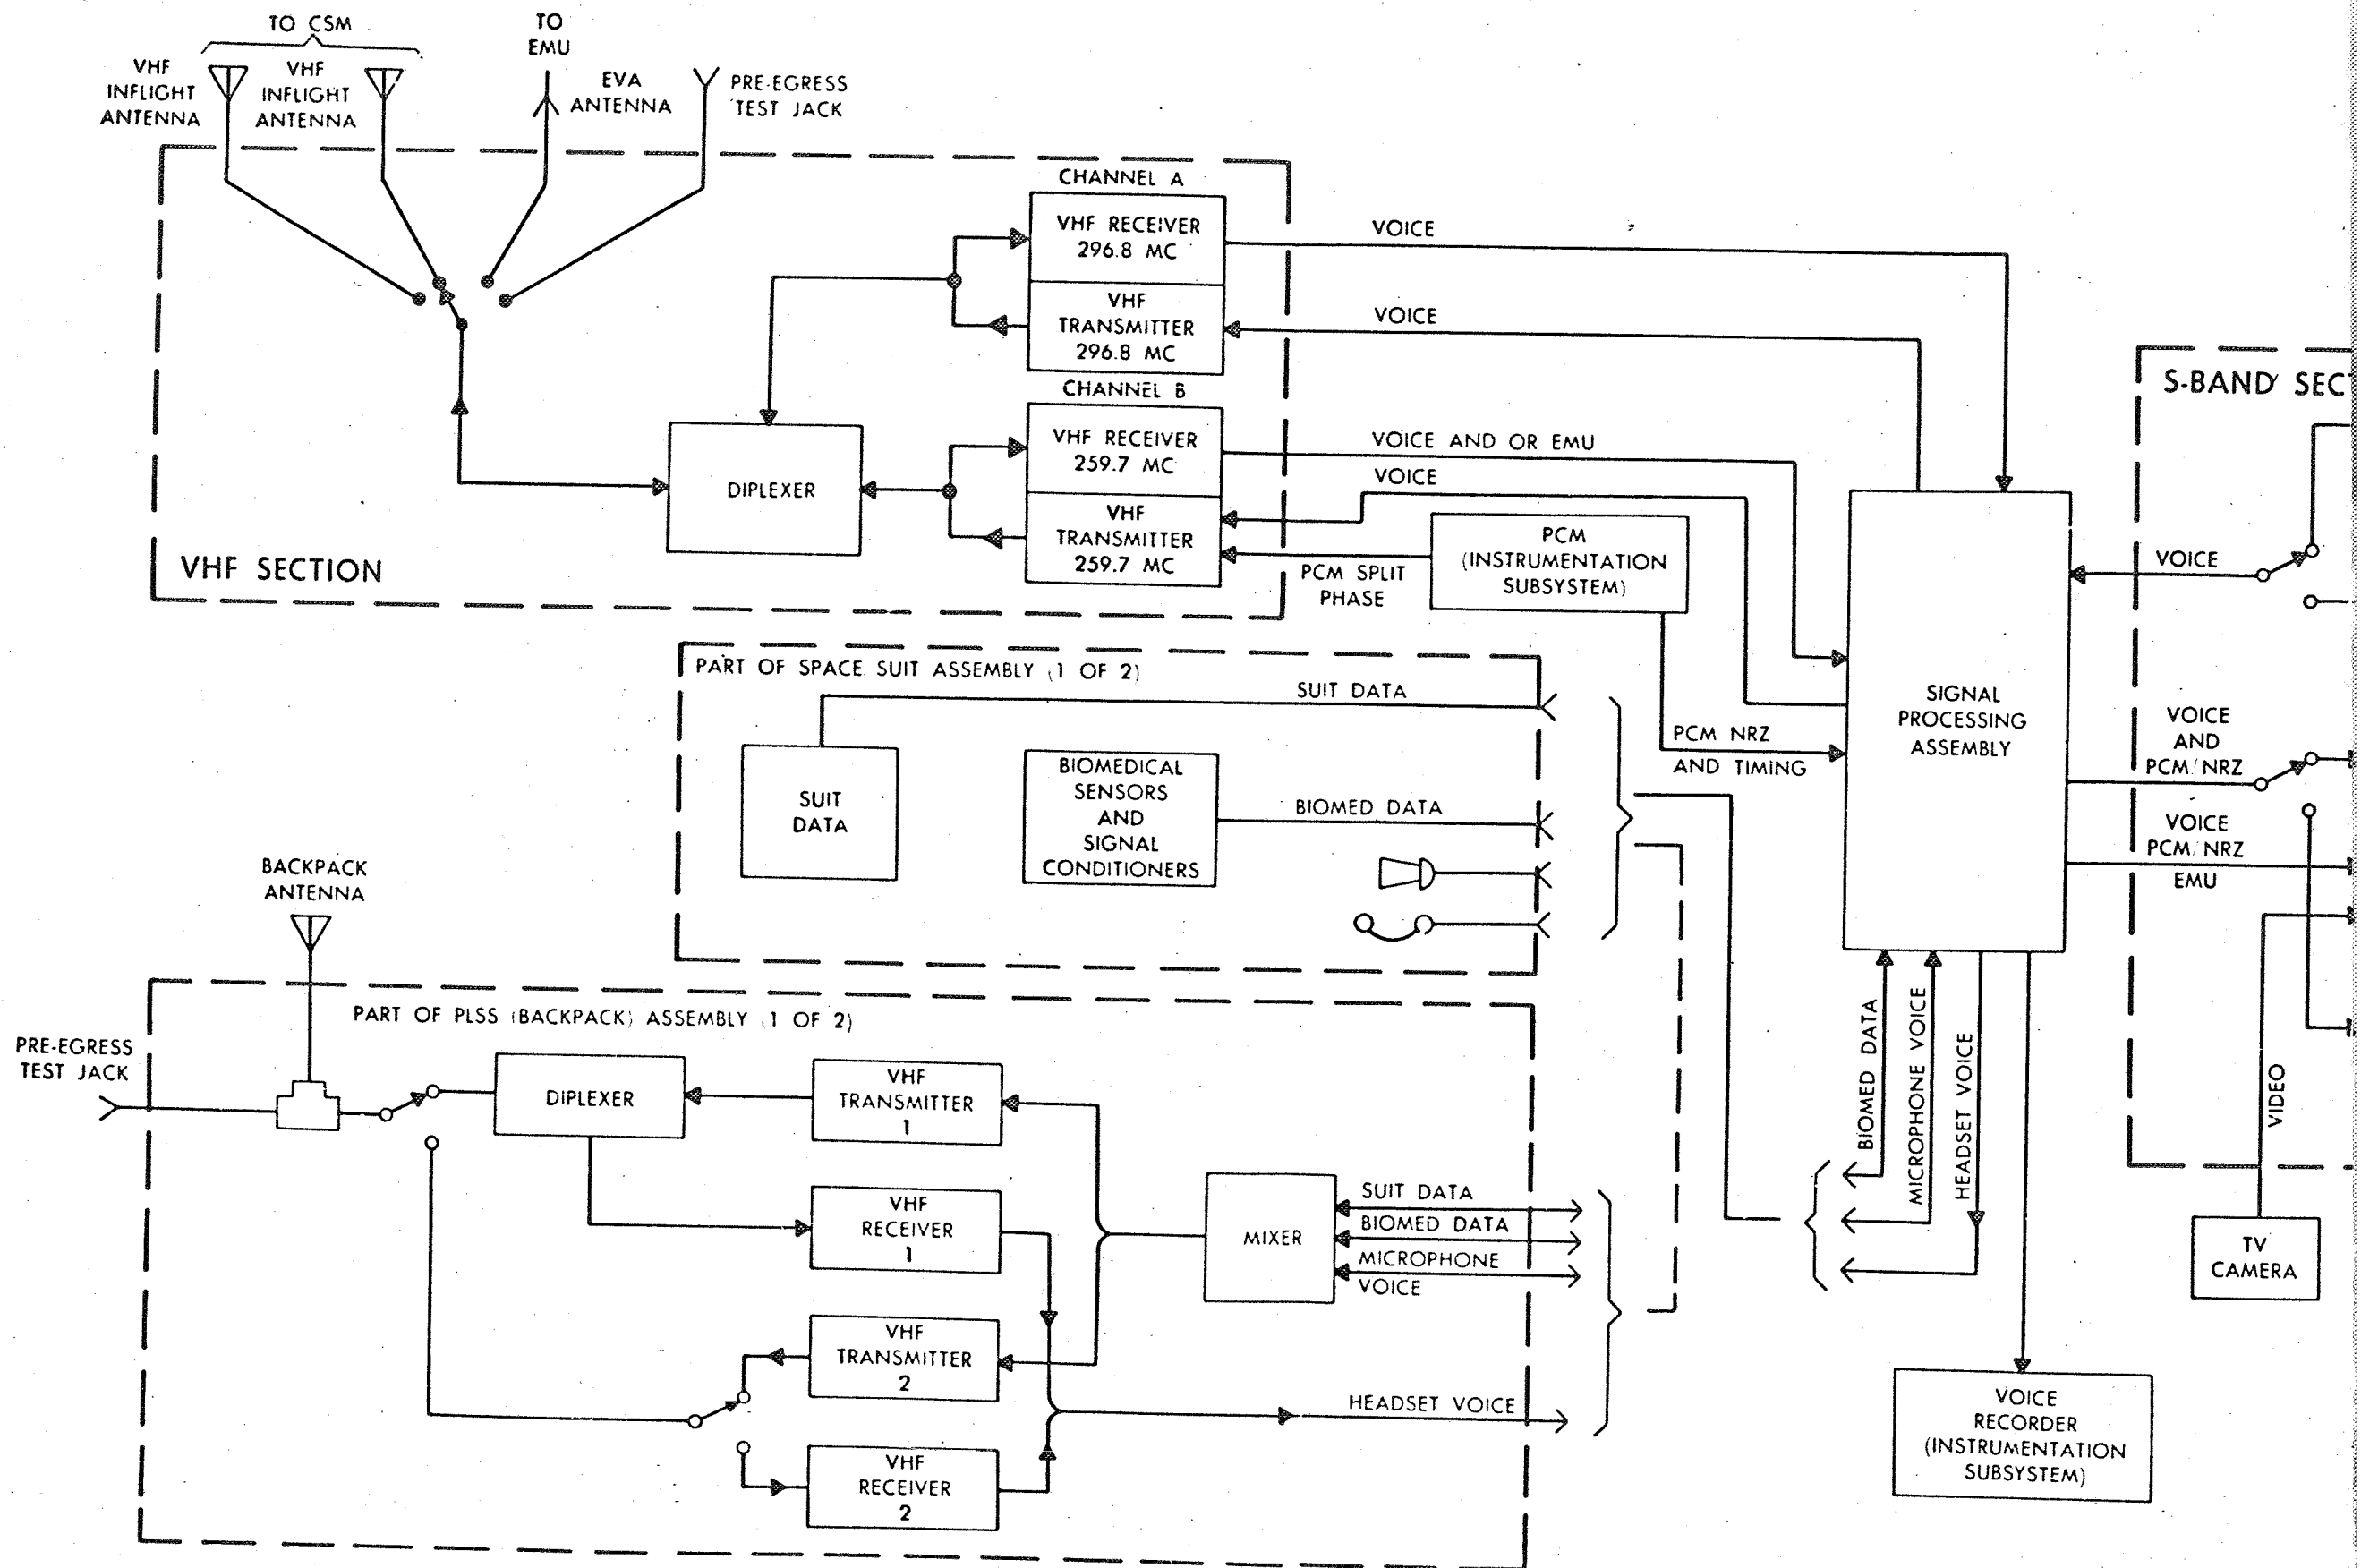 TO CSM
TO
EMU
VHF
INFLIGHT
ANTENNA
VHF
INFLIGHT
ANTENNA
EVA
ANTENNA
PRE-EGRESS
TEST JACK
CHANNEL A
VHF RECEIVER
296.8 MC
VHF
TRANSMITTER
296.8 MC
VOICE
VOICE
CHANNEL B
VHF RECEIVER
259.7 MC
VHF
TRANSMITTER
259.7 MC
DIPLEXER
VHF SECTION
VOICE AND OR EMU
VOICE
PCM
(INSTRUMENTATION
SUBSYSTEM)
PCM SPLIT
PHASE
S-BAND SEC
VOICE
SIGNAL
PROCESSING
ASSEMBLY
PCM NRZ
AND TIMING
VOICE
AND
PCM/NRZ
VOICE
PCM/NRZ
EMU
PART OF SPACE SUIT ASSEMBLY (1 OF 2)
SUIT DATA
SUIT
DATA
BIOMEDICAL
SENSORS
AND
SIGNAL
CONDITIONERS
BIOMED DATA
BACKPACK
ANTENNA
PRE-EGRESS
TEST JACK
PART OF PLSS (BACKPACK) ASSEMBLY (1 OF 2)
DIPLEXER
VHF
TRANSMITTER
1
VHF
RECEIVER
1
VHF
TRANSMITTER
2
VHF
RECEIVER
2
MIXER
SUIT DATA
BIOMED DATA
MICROPHONE
VOICE
HEADSET VOICE
BIOMED DATA
MICROPHONE VOICE
HEADSET VOICE
VIDEO
TV
CAMERA
VOICE
RECORDER
(INSTRUMENTATION
SUBSYSTEM)